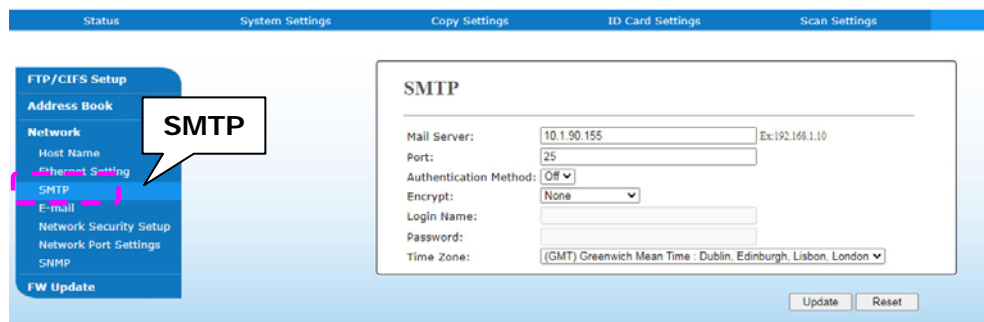 Status System Settings Copy Settings ID Card Settings Scan Settings
FTP/CIFS Setup
Address Book
Network
Host Name
Ethernet Setting
SMTP
E-mail
Network Security Setup
Network Port Settings
SNMP
FW Update
SMTP
SMTP
Mail Server: 10.1.90.155 Ex:192.168.1.10
Port: 25
Authentication Method: Off
Encrypt: None
Login Name:
Password:
Time Zone: (GMT) Greenwich Mean Time : Dublin, Edinburgh, Lisbon, London
Update Reset